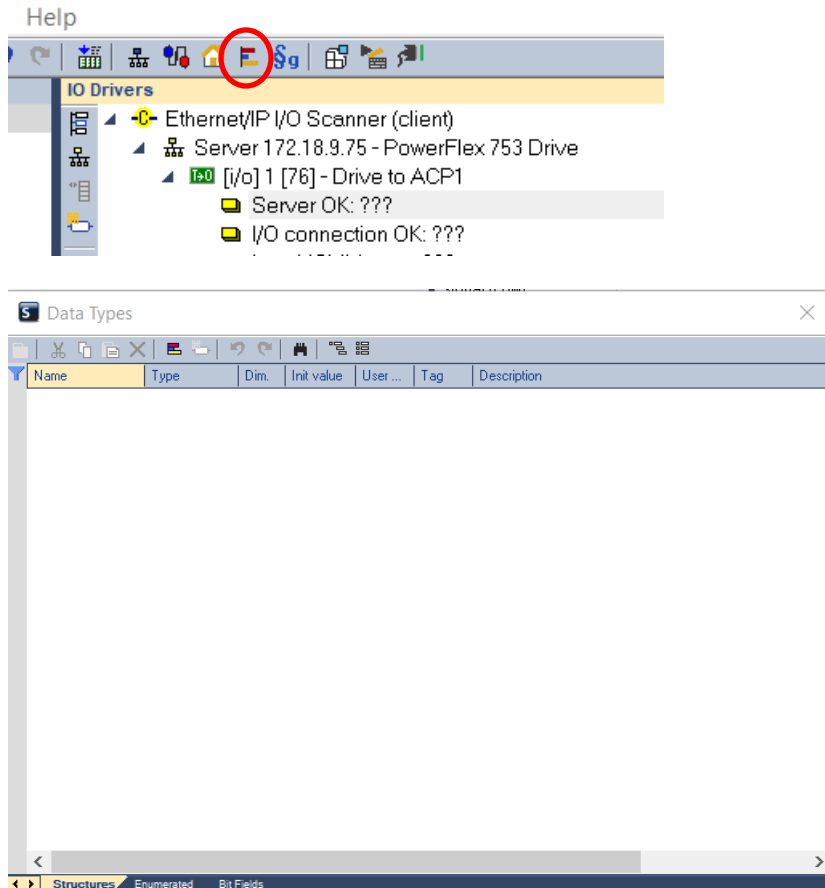 Help
§g
IO Drivers
-C- Ethernet/IP I/O Scanner (client)
Server 172.18.9.75 - PowerFlex 753 Drive
T→O [i/o] 1 [76] - Drive to ACP1
Server OK: ???
I/O connection OK: ???
S Data Types
Name Type Dim. Init value User ... Tag Description
Structures Enumerated Bit Fields